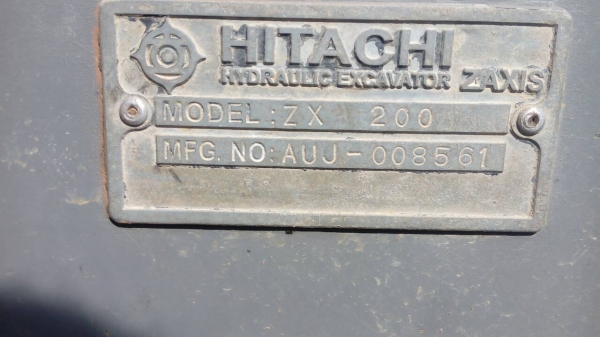 HITACHI
HYDRAULIC EXCAVATOR ZAXIS
MODEL: ZX 200
MFG. NO: AUJ-008561